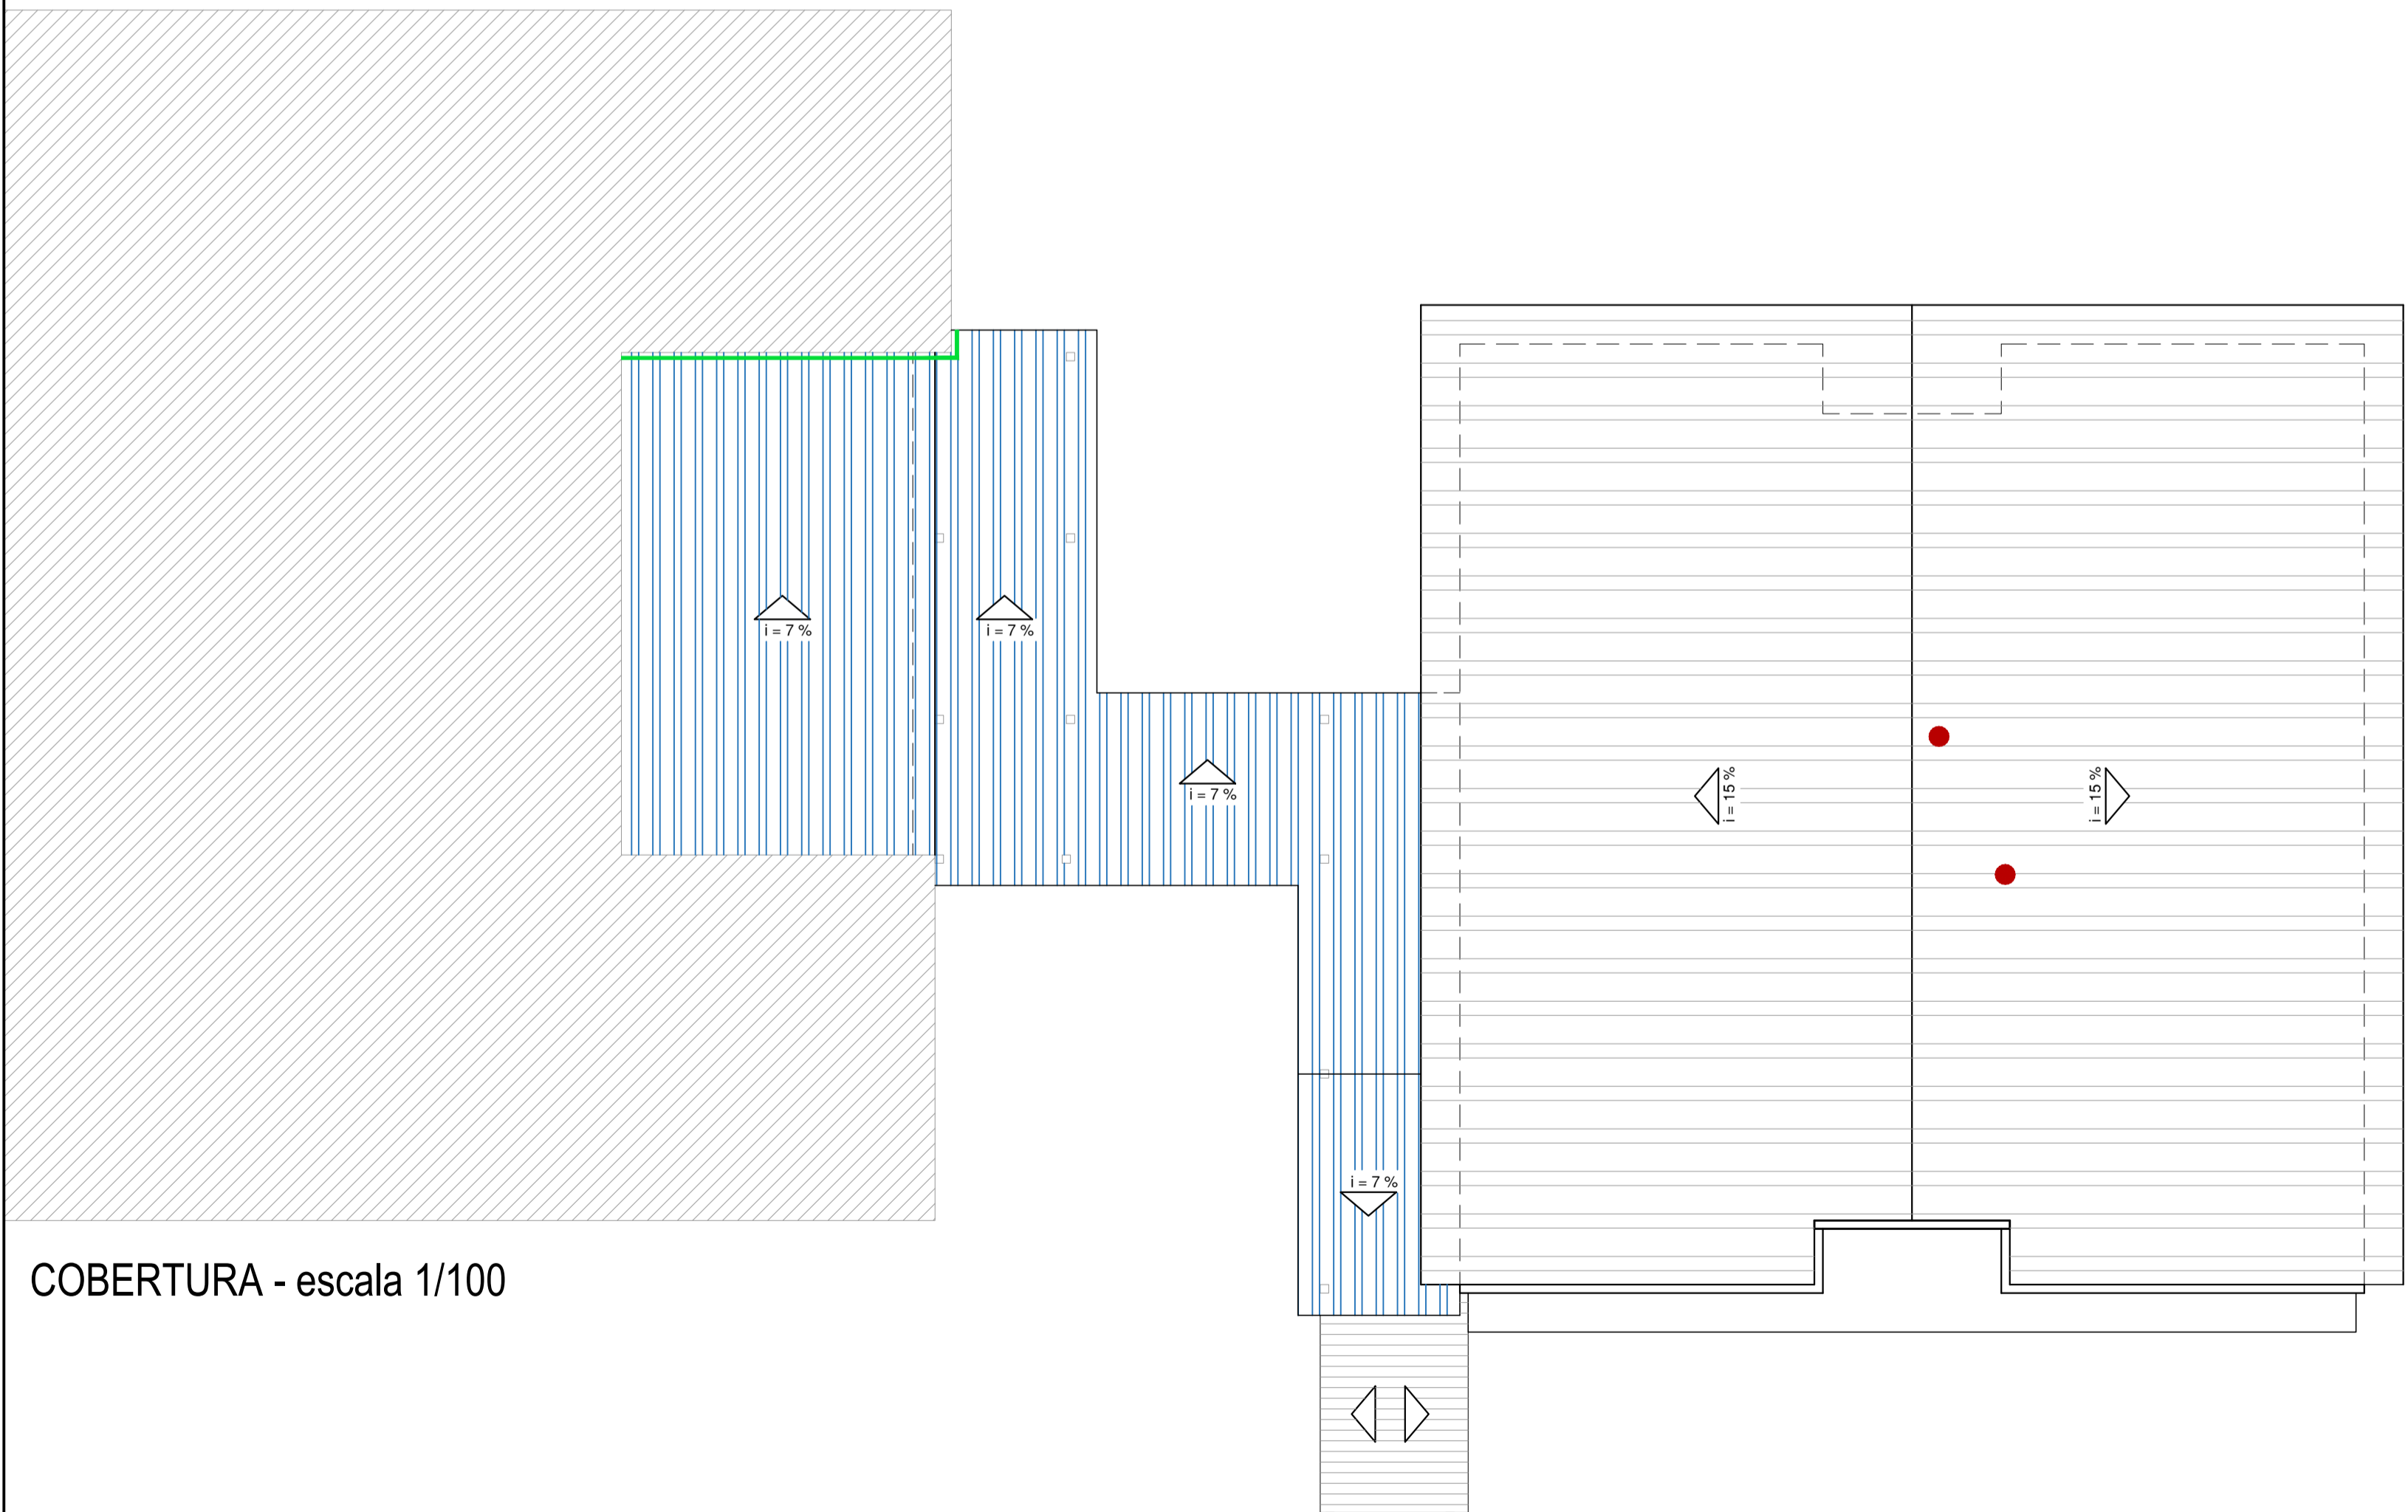 i = 7 %
i = 7 %
i = 7 %
i = 15 %
i = 15 %
i = 7 %
COBERTURA - escala 1/100